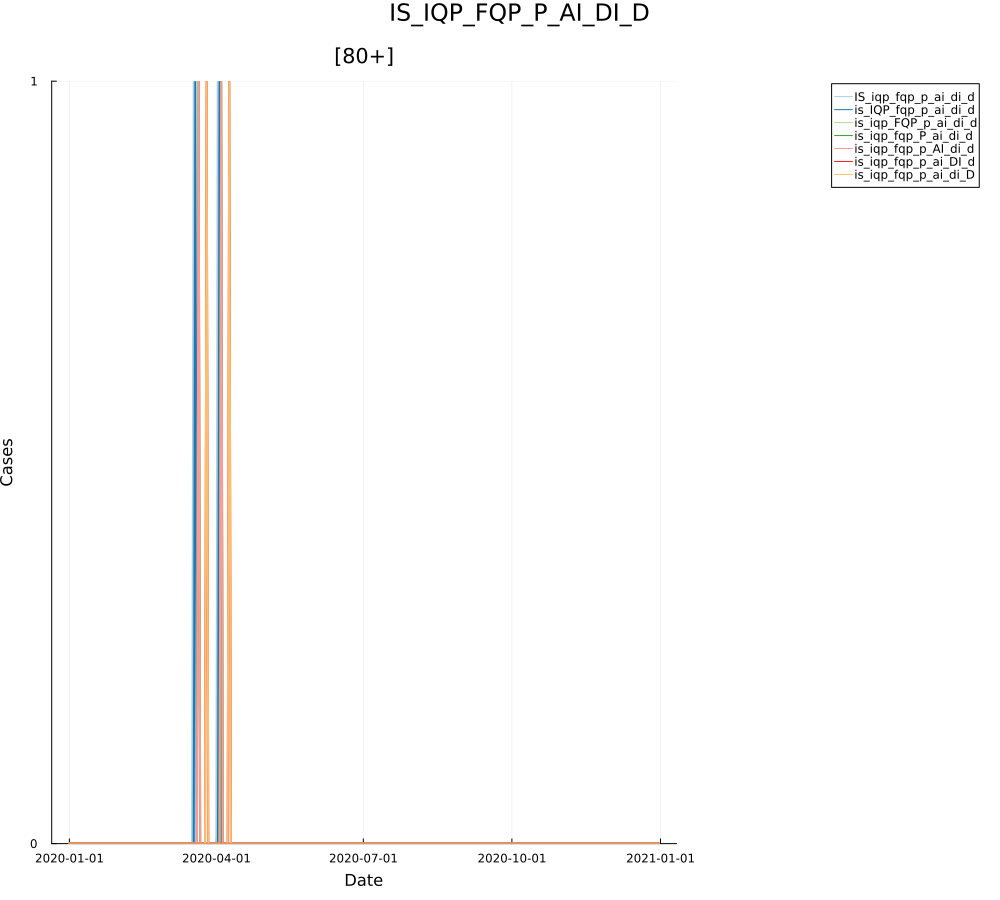 IS_IQP_FQP_P_AI_DI_D
[80+]
1
IS_iqp_fqp_p_ai_di_d
is_IQP_fqp_p_ai_di_d
is_iqp_FQP_p_ai_di_d
is_iqp_fqp_P_ai_di_d
is_iqp_fqp_p_AI_di_d
is_iqp_fqp_p_ai_DI_d
is_iqp_fqp_p_ai_di_D
Cases
0
2020-01-01 2020-04-01 2020-07-01 2020-10-01 2021-01-01
Date